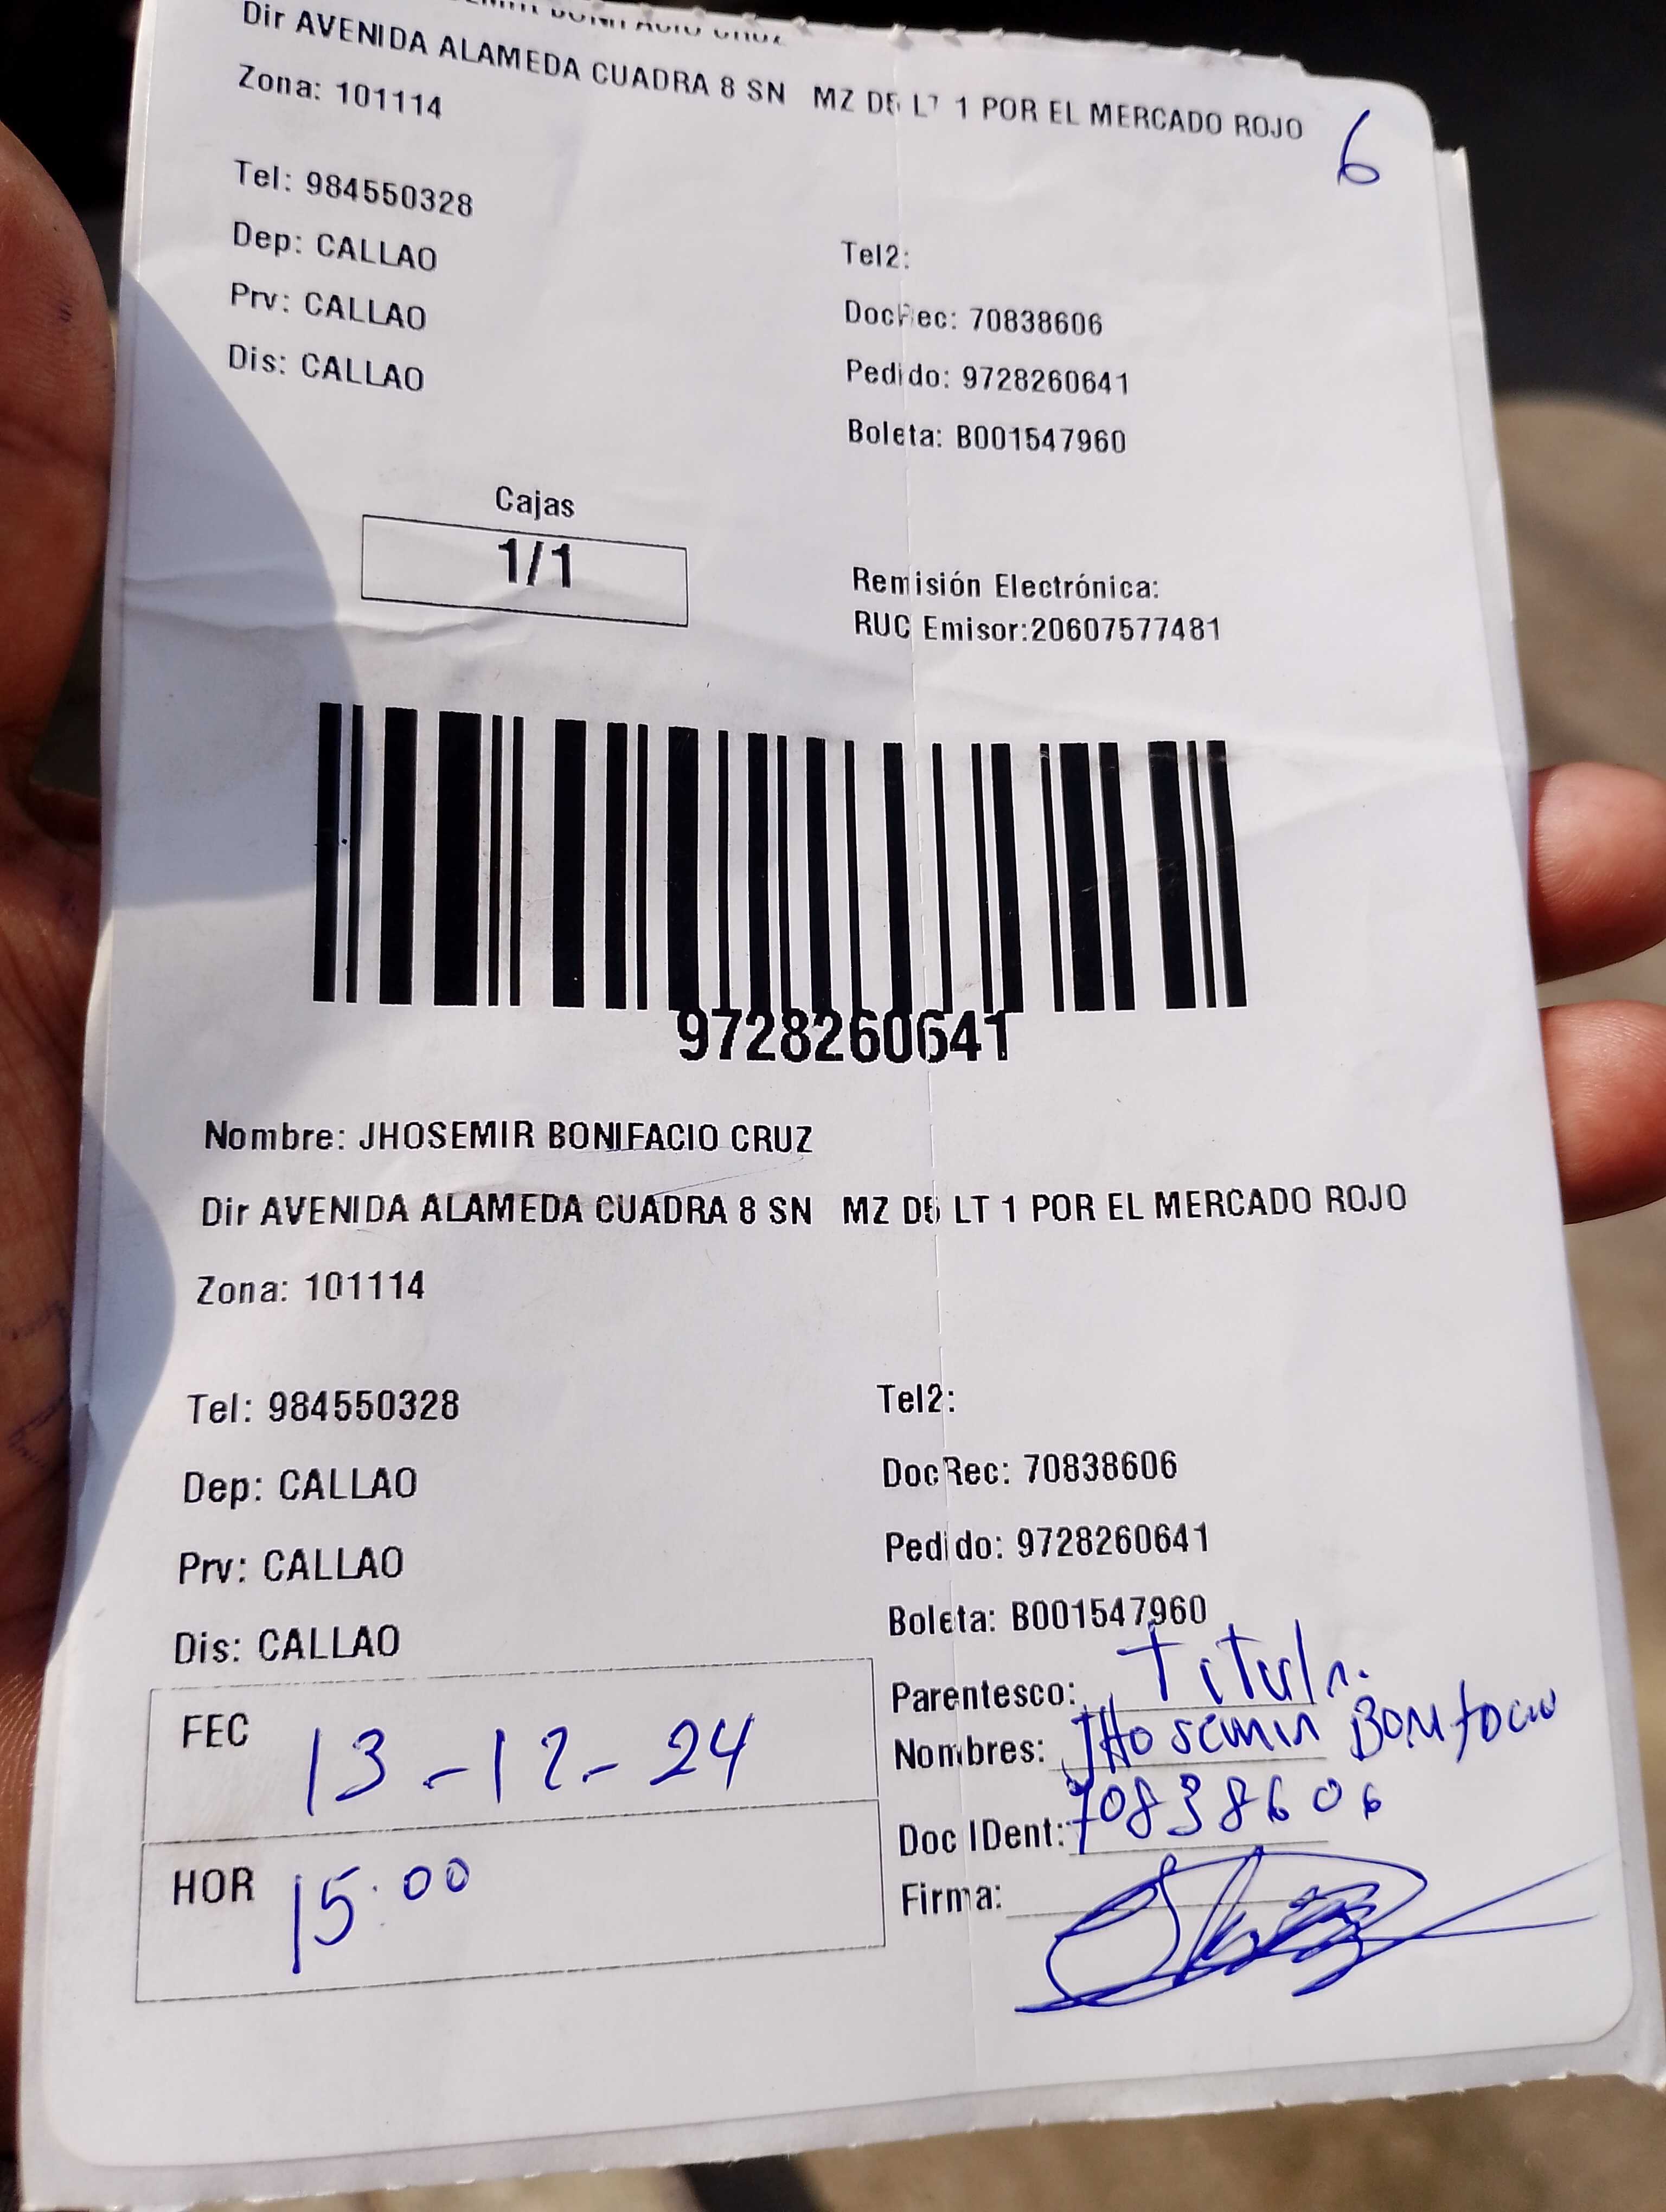 BONIFACIO CRUZ
Dir AVENIDA ALAMEDA CUADRA 8 SN MZ D5 LT 1 POR EL MERCADO ROJO
6
Zona: 101114
Tel: 984550328
Tel2:
Dep: CALLAO
DocRec: 70838606
Prv: CALLAO
Pedido: 9728260641
Dis: CALLAO
Boleta: B001547960
Cajas
1/1
Remisión Electrónica:
RUC Emisor:20607577481
9728260641
Nombre: JHOSEMIR BONIFACIO CRUZ
Dir AVENIDA ALAMEDA CUADRA 8 SN MZ D5 LT 1 POR EL MERCADO ROJO
Zona: 101114
Tel: 984550328
Tel2:
Dep: CALLAO
DocRec: 70838606
Prv: CALLAO
Pedido: 9728260641
Dis: CALLAO
Boleta: B001547960
FEC 13-12-24
Parentesco: Titular
Nombres: JHosemir Bonifacio
HOR 15:00
Doc IDent: 70838606
Firma: